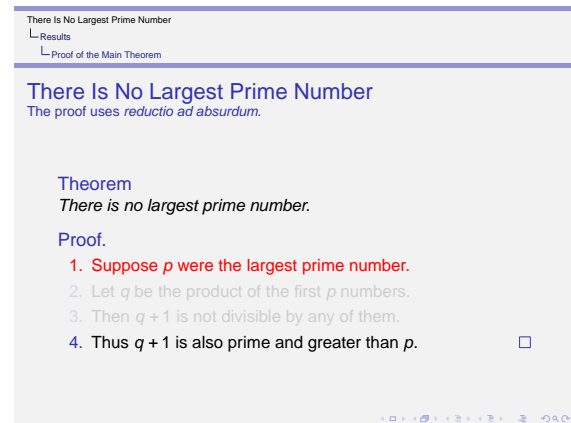 There Is No Largest Prime Number
Results
Proof of the Main Theorem
There Is No Largest Prime Number
The proof uses reductio ad absurdum.
Theorem
There is no largest prime number.
Proof.
1. Suppose p were the largest prime number.
2. Let q be the product of the first p numbers.
3. Then q + 1 is not divisible by any of them.
4. Thus q + 1 is also prime and greater than p. □